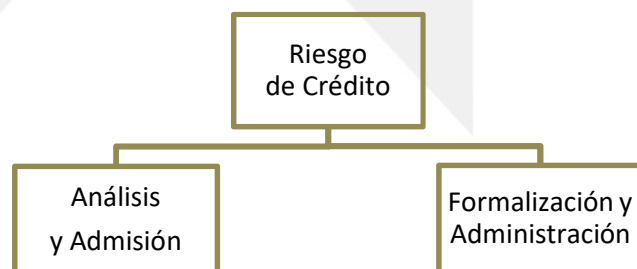 Riesgo
de Crédito
Análisis
y Admisión
Formalización y
Administración